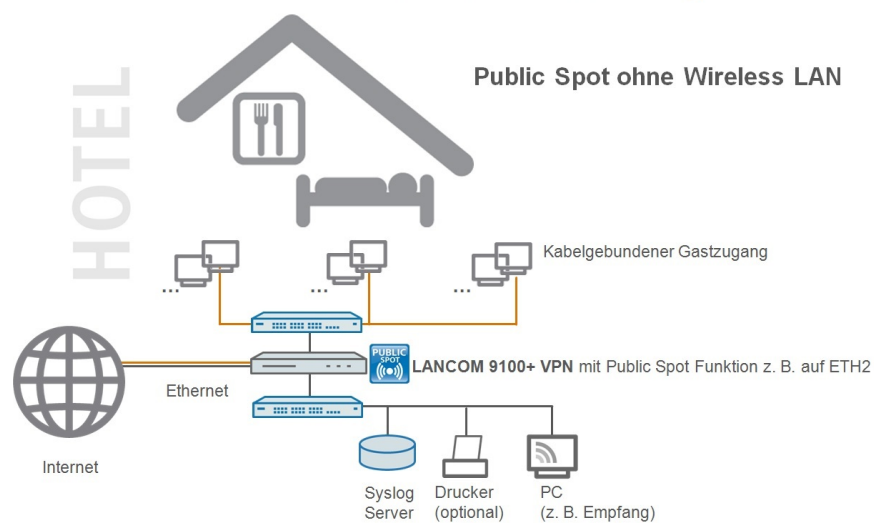 Public Spot ohne Wireless LAN
HOTEL
Kabelgebundener Gastzugang
...
...
...
PUBLIC
SPOT
LANCOM 9100+ VPN mit Public Spot Funktion z. B. auf ETH2
Ethernet
Internet
Syslog
Server
Drucker
(optional)
PC
(z. B. Empfang)